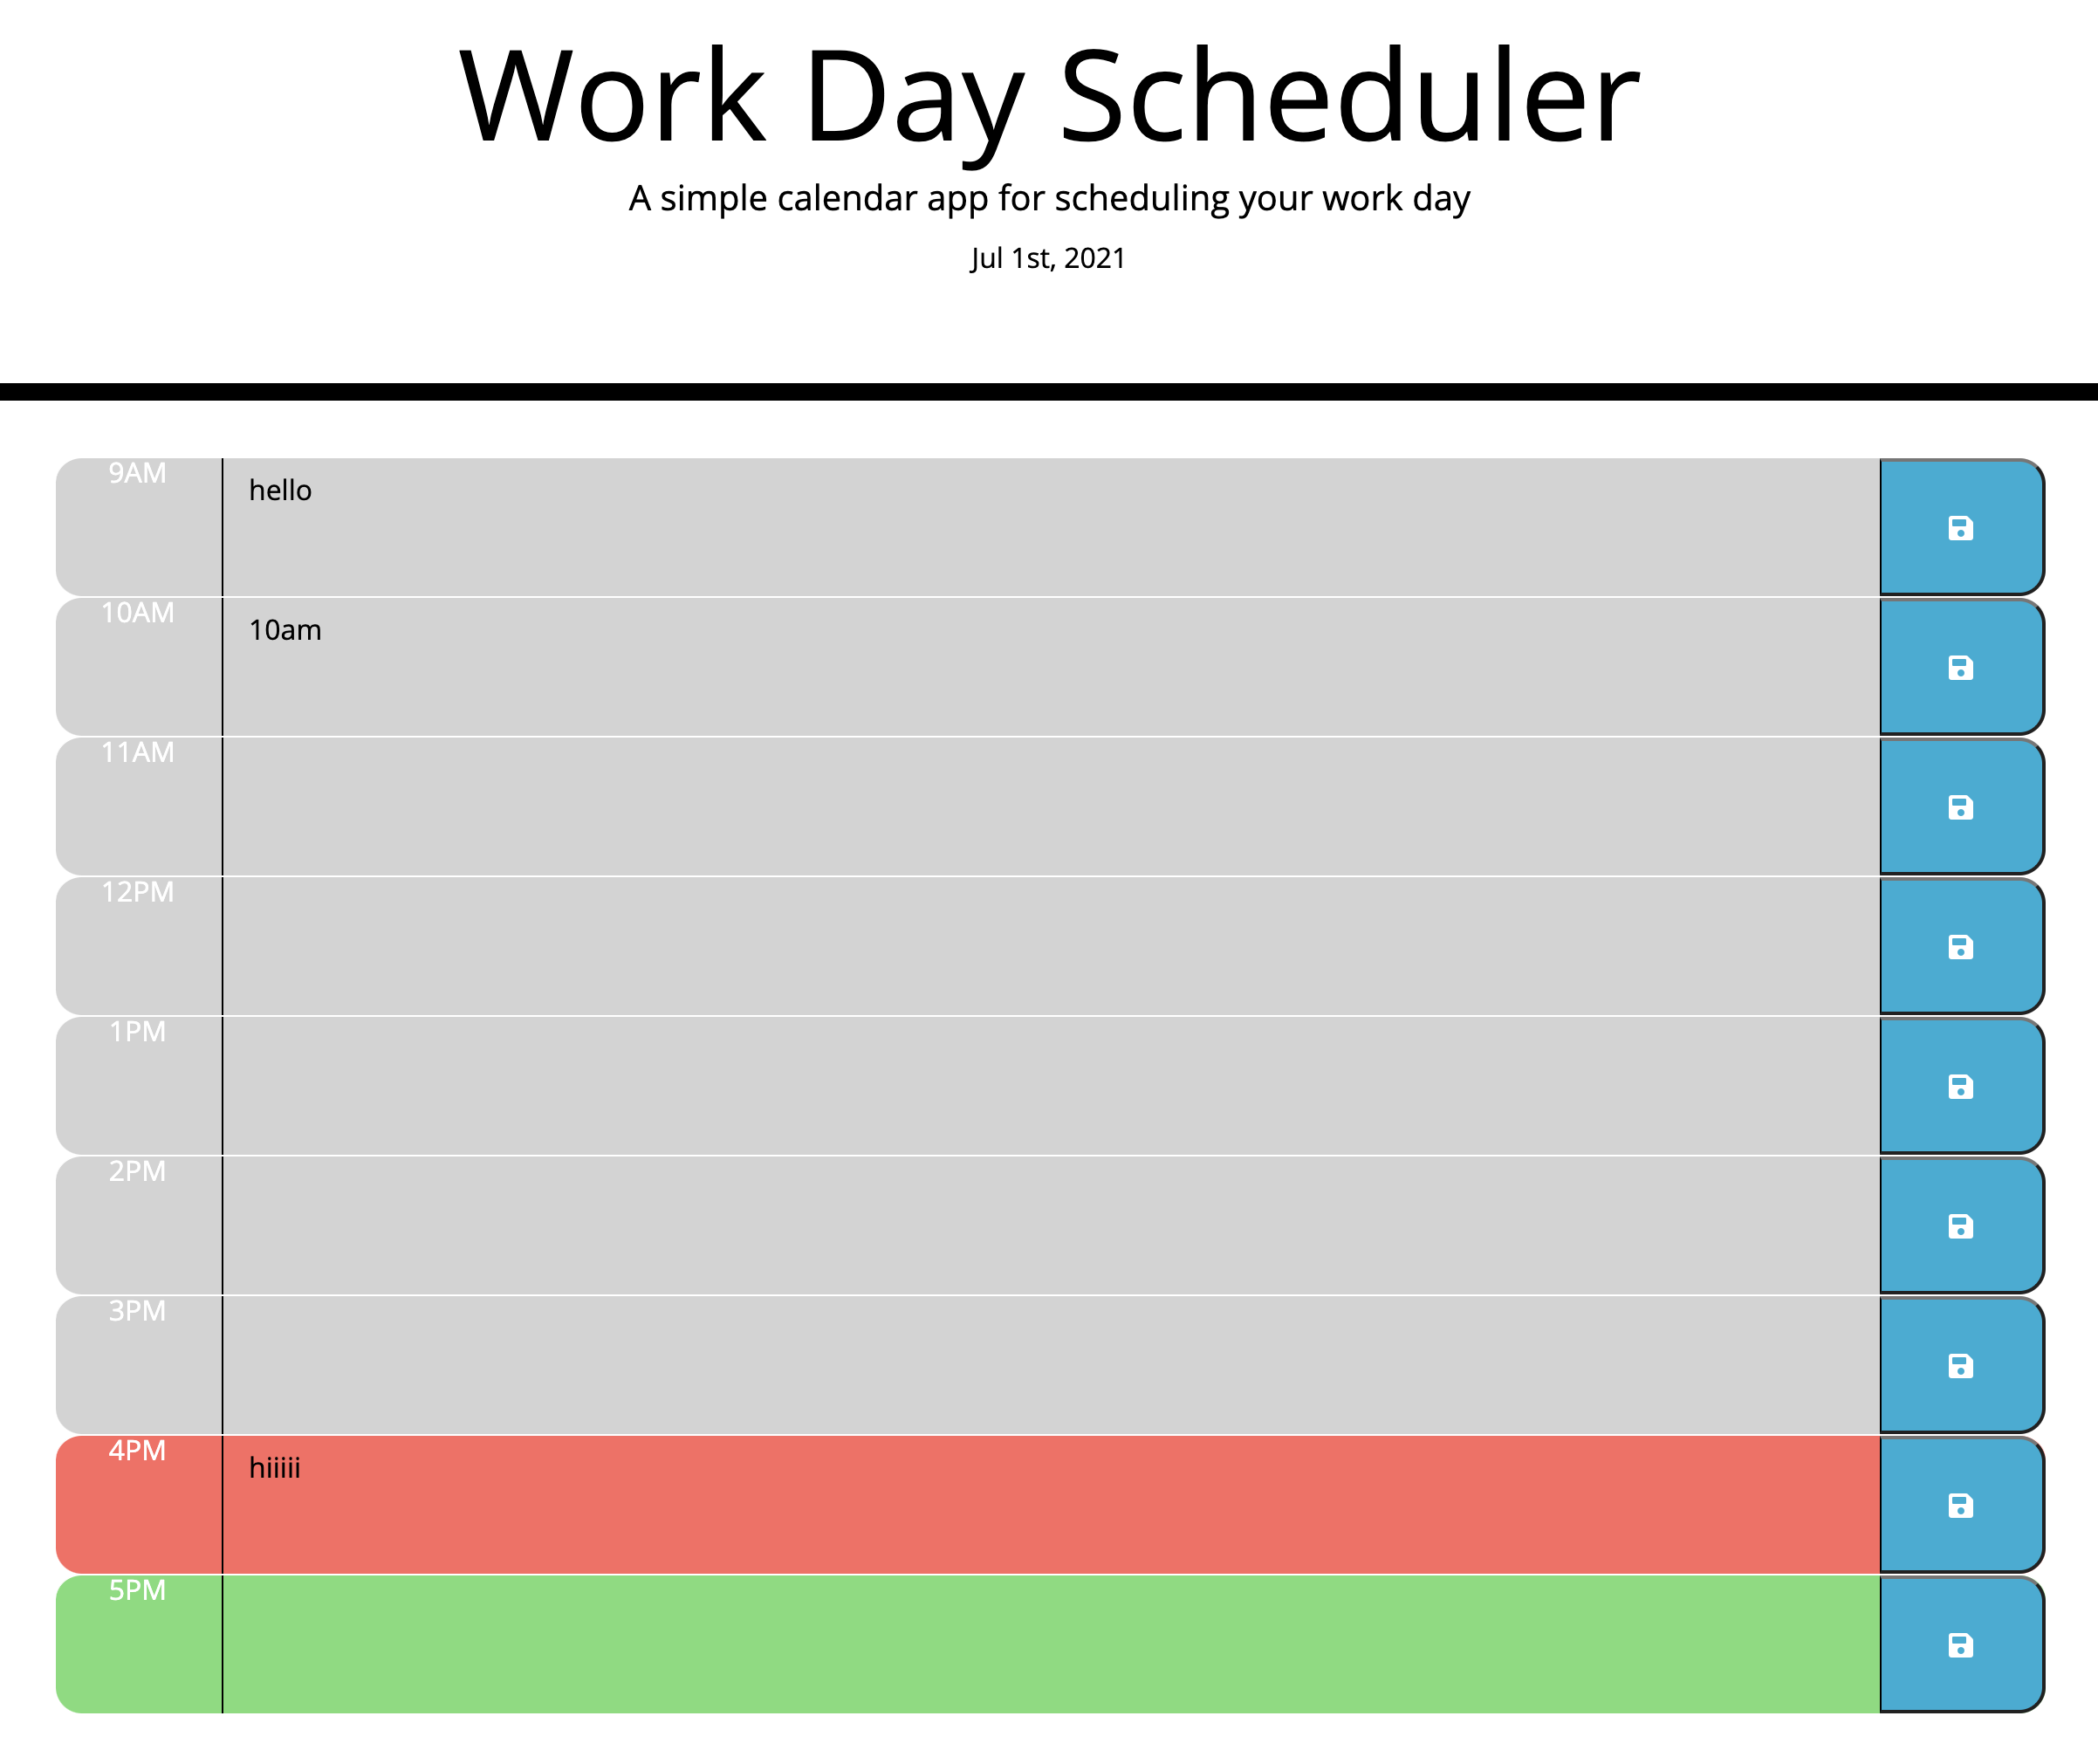 Work Day Scheduler
A simple calendar app for scheduling your work day
Jul 1st, 2021
9AM
hello
10AM
10am
11AM
12PM
1PM
2PM
3PM
4PM
hiiiii
5PM